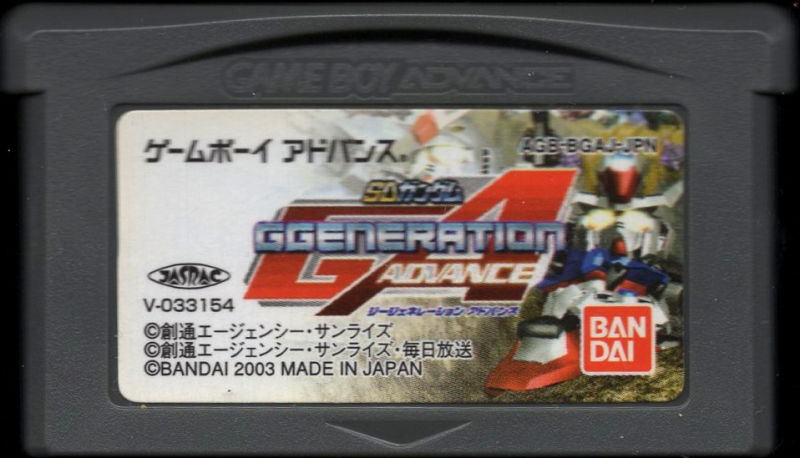 GAME BOY ADVANCE
ゲームボーイ アドバンス®
AGB-BGAJ-JPN
SDガンダム
GGENERATION
GA
ADVANCE
ジージェネレーション アドバンス
JASRAC
V-033154
©創通エージェンシー・サンライズ
©創通エージェンシー・サンライズ・毎日放送
©BANDAI 2003 MADE IN JAPAN
BAN
DAI